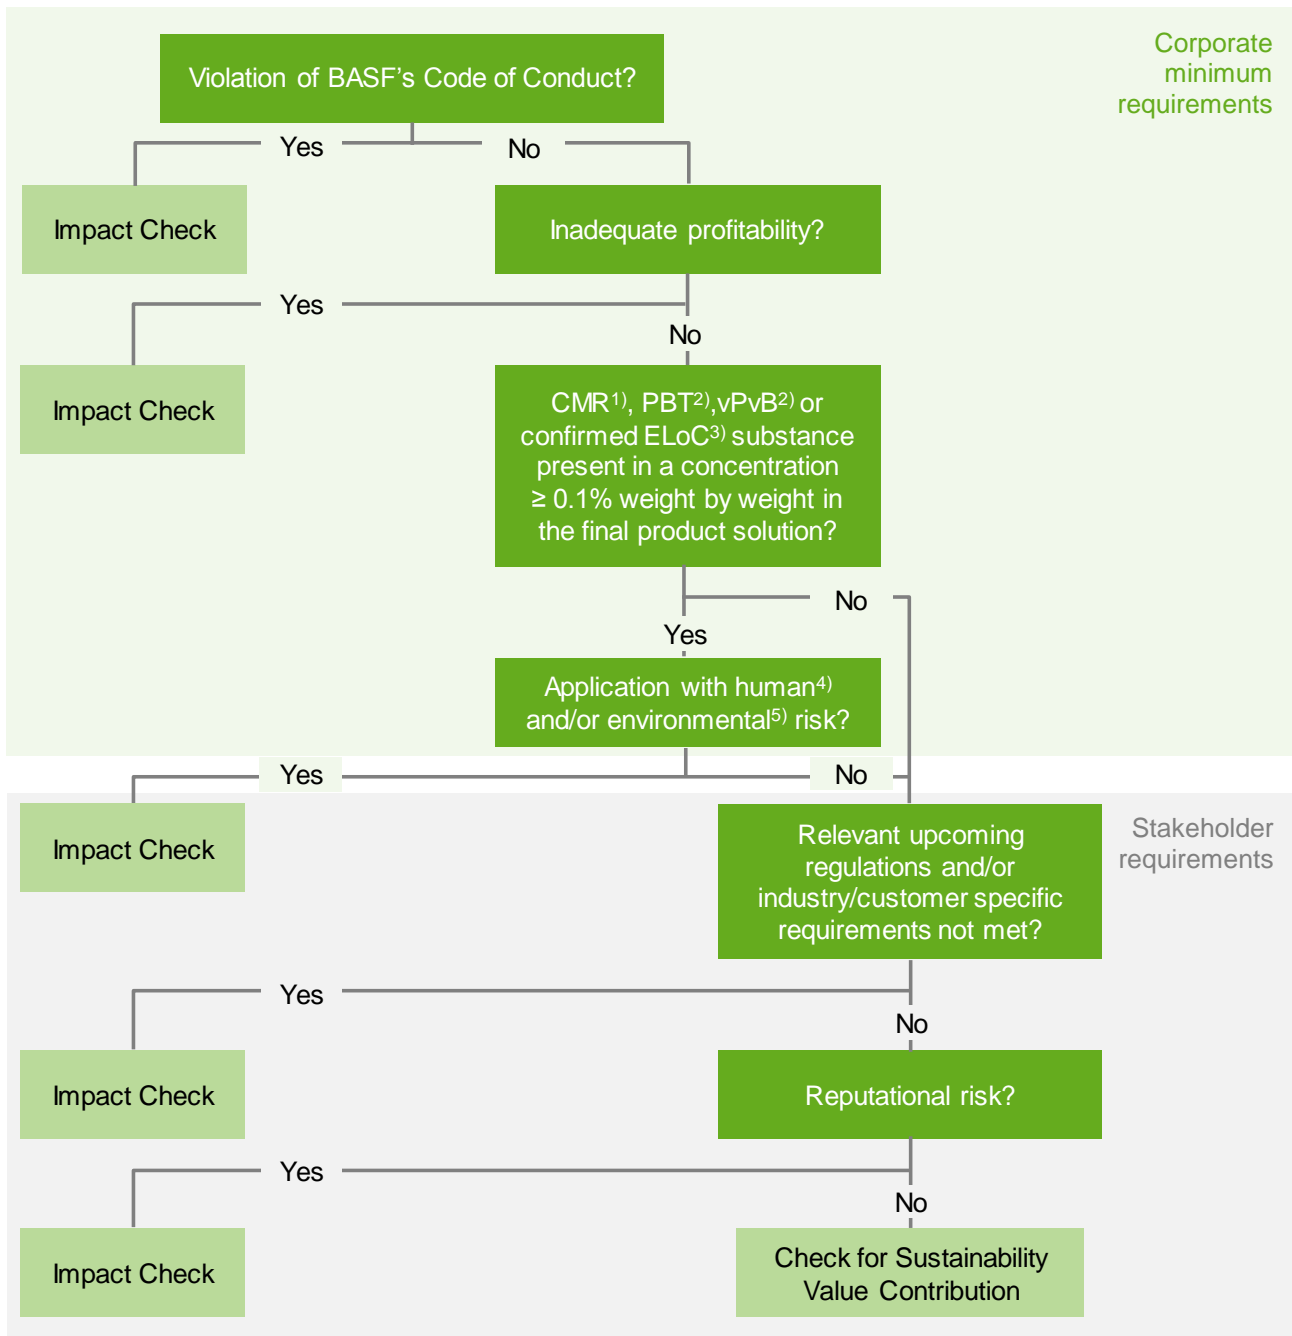 Corporate
minimum
requirements
Violation of BASF's Code of Conduct?
Yes
No
Impact Check
Inadequate profitability?
Yes
No
Impact Check
CMR1), PBT2),vPvB2) or
confirmed ELoC3) substance
present in a concentration
≥ 0.1% weight by weight in
the final product solution?
No
Yes
Application with human4)
and/or environmental5) risk?
Yes
No
Impact Check
Relevant upcoming
regulations and/or
industry/customer specific
requirements not met?
Stakeholder
requirements
Yes
No
Impact Check
Reputational risk?
Yes
No
Impact Check
Check for Sustainability
Value Contribution